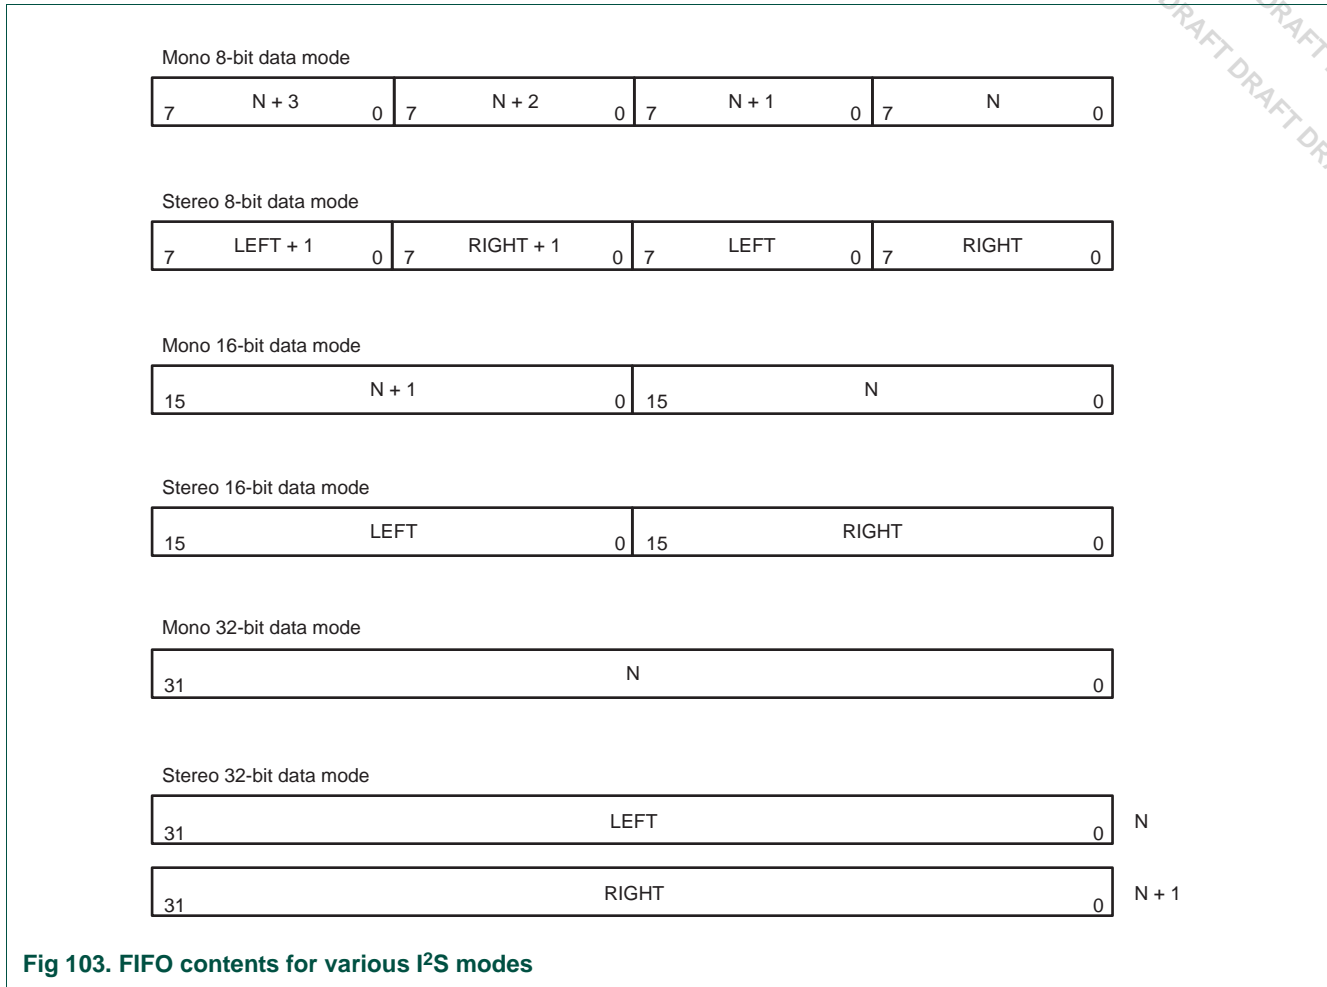 DRAFT DRAFT DRA
DRAFT
Mono 8-bit data mode
7 N + 3 0 7 N + 2 0 7 N + 1 0 7 N 0
Stereo 8-bit data mode
7 LEFT + 1 0 7 RIGHT + 1 0 7 LEFT 0 7 RIGHT 0
Mono 16-bit data mode
15 N + 1 0 15 N 0
Stereo 16-bit data mode
15 LEFT 0 15 RIGHT 0
Mono 32-bit data mode
31 N 0
Stereo 32-bit data mode
31 LEFT 0 N
31 RIGHT 0 N + 1
Fig 103. FIFO contents for various I²S modes